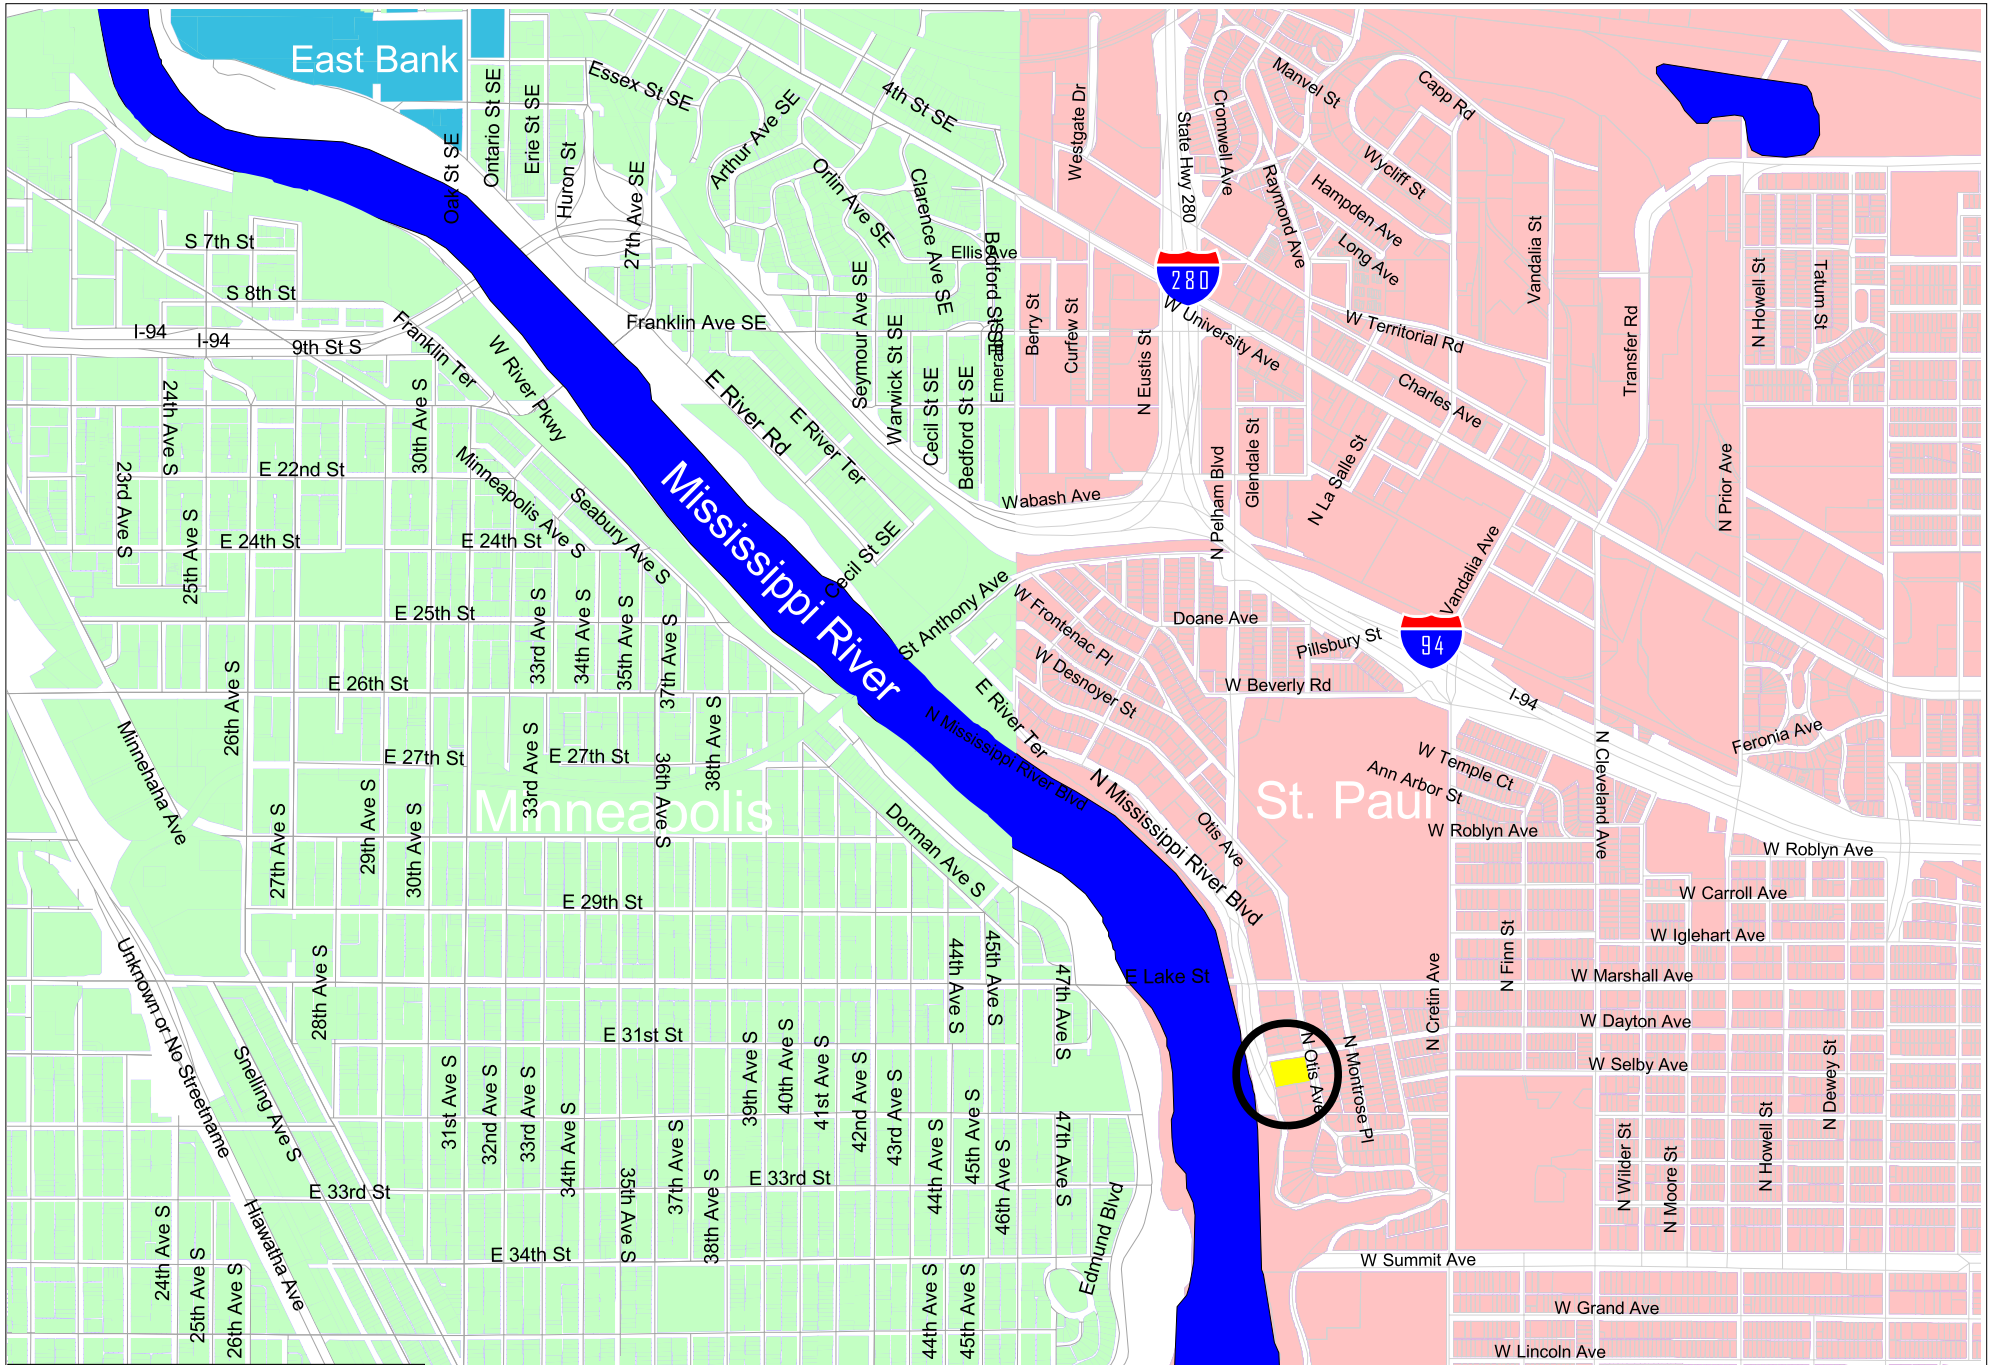 East Bank
Essex St SE
4th St SE
Manvel St
Capp Rd
Ontario St SE
Erie St SE
Huron St
Oak St SE
27th Ave SE
Arthur Ave SE
Orlin Ave SE
Clarence Ave SE
Westgate Dr
State Hwy 280
Cromwell Ave
Raymond Ave
Wycliff St
Hampden Ave
Long Ave
Vandalia St
S 7th St
Ellis Ave
Bedford St SE
280
N Howell St
Tatum St
S 8th St
I-94
I-94
9th St S
Franklin Ter
W River Pkwy
Franklin Ave SE
Seymour Ave SE
Warwick St SE
Cecil St SE
Bedford St SE
Emerald St SE
Berry St
Curfew St
N Eustis St
W University Ave
W Territorial Rd
Charles Ave
Transfer Rd
24th Ave S
23rd Ave S
25th Ave S
30th Ave S
E 22nd St
Minneapolis Ave S
Seabury Ave S
E River Rd
E River Ter
Mississippi River
Cecil St SE
Wabash Ave
N Pelham Blvd
Glendale St
N La Salle St
N Prior Ave
E 24th St
E 24th St
Vandalia Ave
E 25th St
33rd Ave S
34th Ave S
35th Ave S
37th Ave S
St Anthony Ave
W Frontenac Pl
Doane Ave
Pillsbury St
94
26th Ave S
E 26th St
38th Ave S
E River Ter
W Desnoyer St
W Beverly Rd
I-94
N Mississippi River Blvd
Minnehaha Ave
E 27th St
33rd Ave S
E 27th St
36th Ave S
N Mississippi River Blvd
Otis Ave
W Temple Ct
Ann Arbor St
N Cleveland Ave
Feronia Ave
Minneapolis
St. Paul
27th Ave S
29th Ave S
30th Ave S
Dorman Ave S
W Roblyn Ave
W Roblyn Ave
E 29th St
W Carroll Ave
Unknown or No Streetname
28th Ave S
44th Ave S
45th Ave S
47th Ave S
E Lake St
N Cretin Ave
N Finn St
W Iglehart Ave
W Marshall Ave
W Dayton Ave
W Selby Ave
Snelling Ave S
E 31st St
31st Ave S
32nd Ave S
33rd Ave S
34th Ave S
39th Ave S
40th Ave S
41st Ave S
42nd Ave S
43rd Ave S
N Otis Ave
N Montrose Pl
N Dewey St
44th Ave S
45th Ave S
46th Ave S
47th Ave S
N Wilder St
N Moore St
N Howell St
E 33rd St
35th Ave S
37th Ave S
38th Ave S
E 33rd St
Edmund Blvd
24th Ave S
25th Ave S
26th Ave S
Hiawatha Ave
E 34th St
44th Ave S
45th Ave S
W Summit Ave
W Grand Ave
W Lincoln Ave